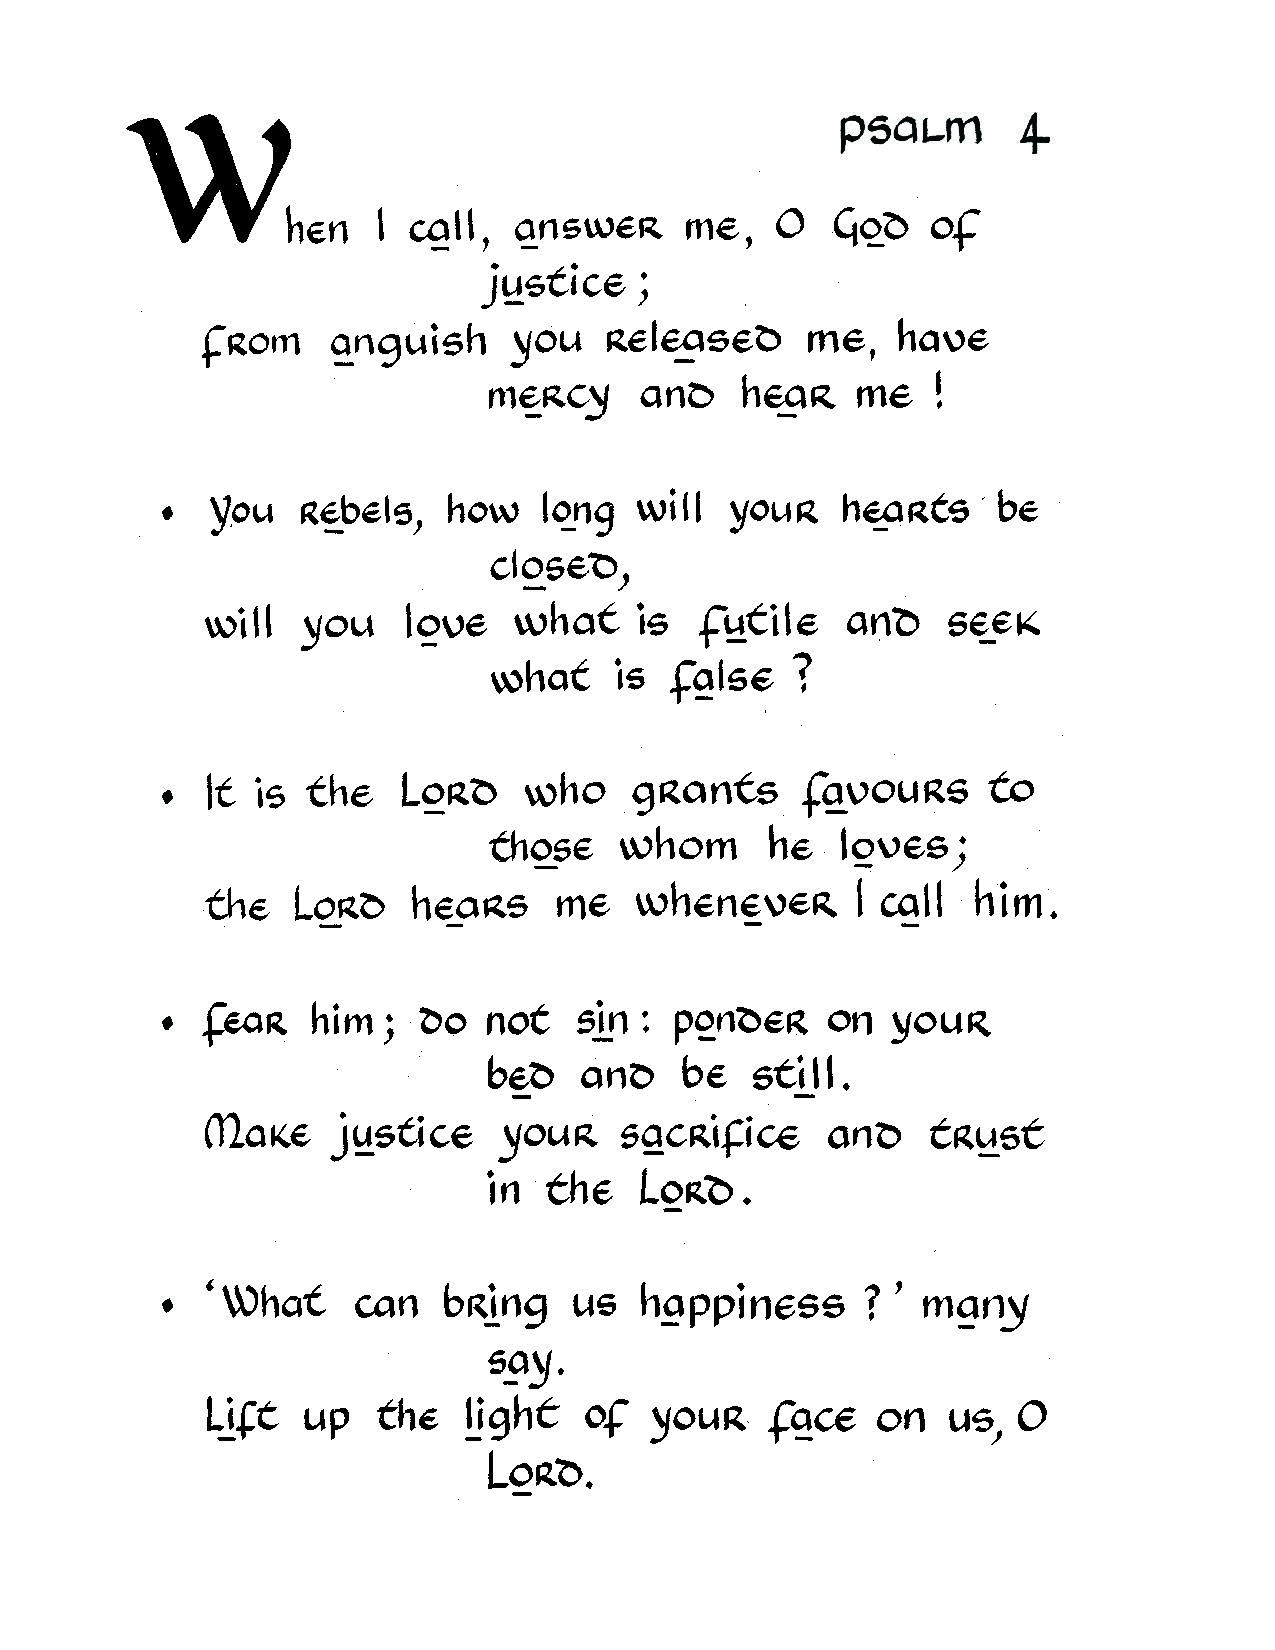 psalm 4
When I call, answer me, O God of
justice;
from anguish you released me, have
mercy and hear me!
• you rebels, how long will your hearts be
closed,
will you love what is futile and seek
what is false?
• It is the Lord who grants favours to
those whom he loves;
the Lord hears me whenever I call him.
• fear him; do not sin: ponder on your
bed and be still.
Make justice your sacrifice and trust
in the Lord.
• 'What can bring us happiness?' many
say.
Lift up the light of your face on us, O
Lord.